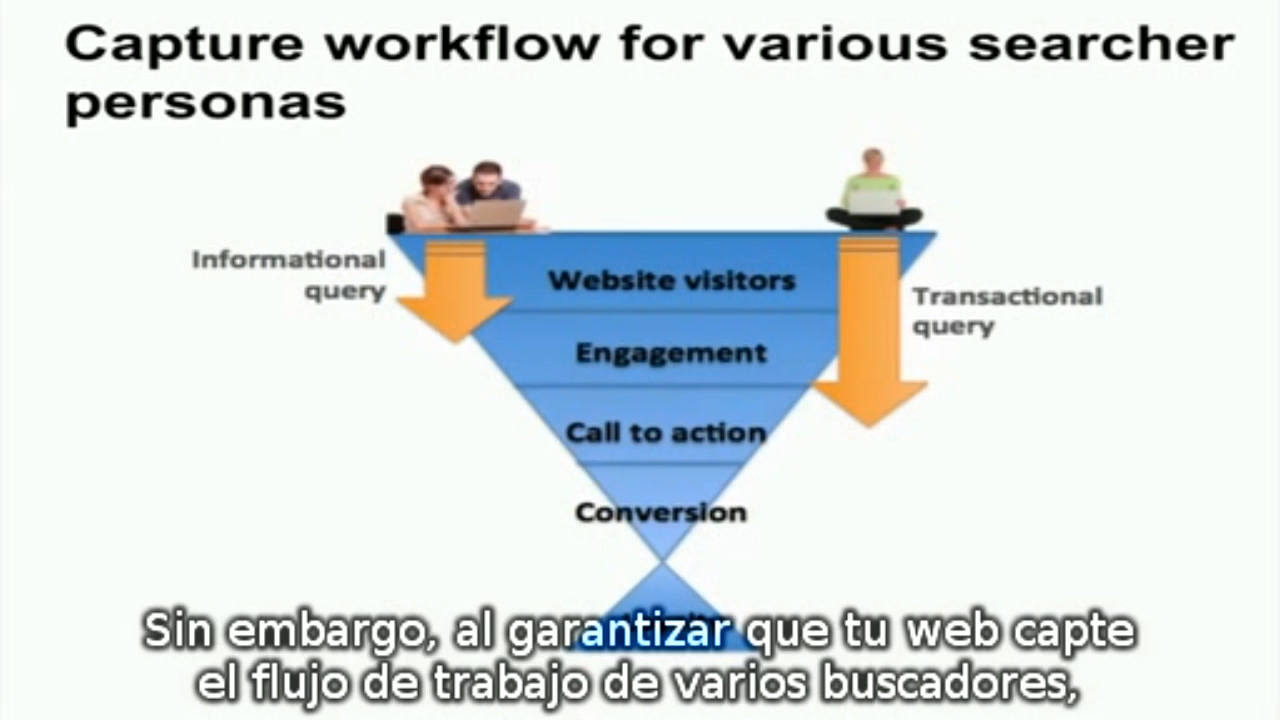 Capture workflow for various searcher
personas
Informational
query
Website visitors
Transactional
query
Engagement
Call to action
Conversion
Sin embargo, al garantizar que tu web capte
el flujo de trabajo de varios buscadores,